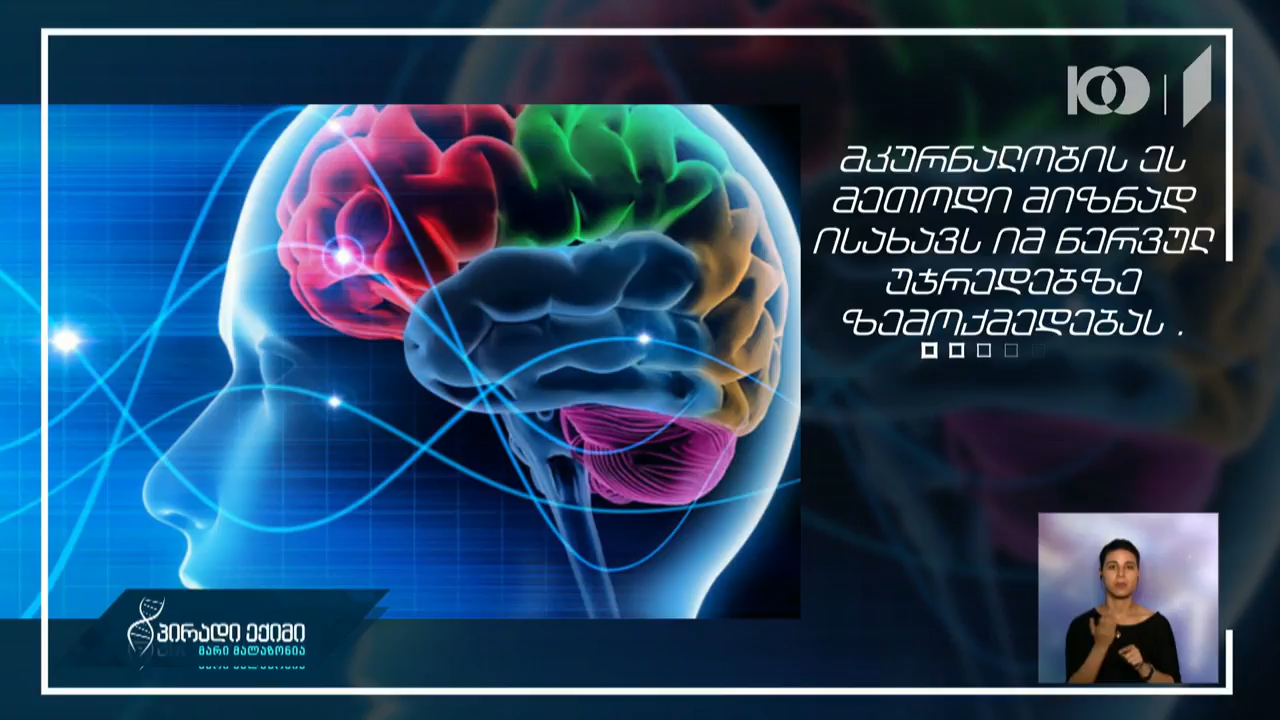 მკურნალობის ეს
მეთოდი მიზნად
ისახავს იმ ნერვულ
უჯრედებზე
ზემოქმედებას .
პირადი ექიმი
მარი მალაზონია